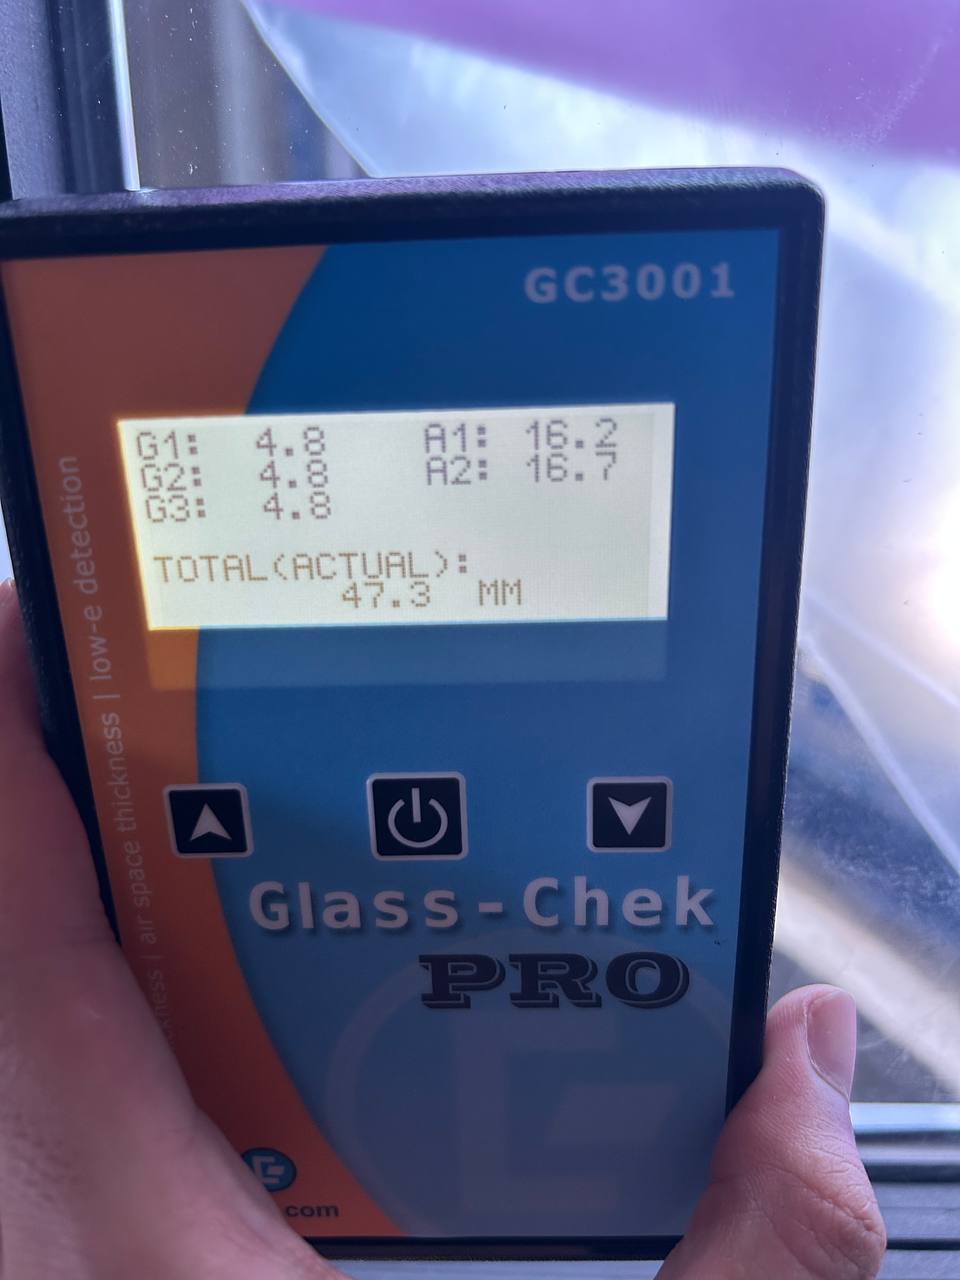 GC3001
G1: 4.8 A1: 16.2
G2: 4.8 A2: 16.7
G3: 4.8
TOTAL(ACTUAL):
47.3 MM
air space thickness | low-e detection
Glass-Chek
PRO
.com